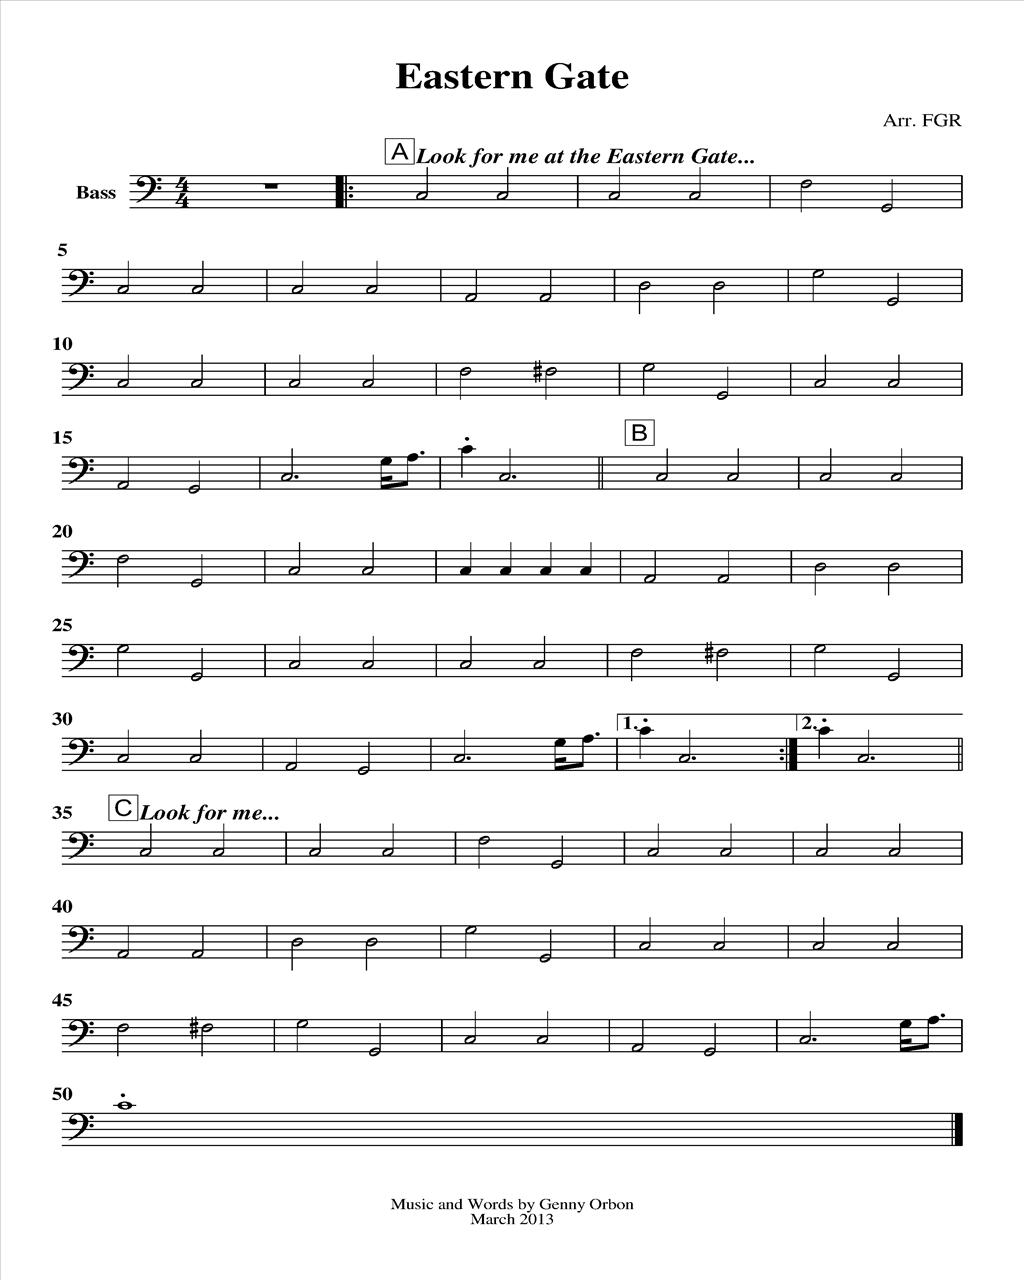 Eastern Gate
Arr. FGR
A Look for me at the Eastern Gate...
Bass
4
4
5
10
15
B
20
25
30
1. 2.
35
C Look for me...
40
45
50
Music and Words by Genny Orbon
March 2013